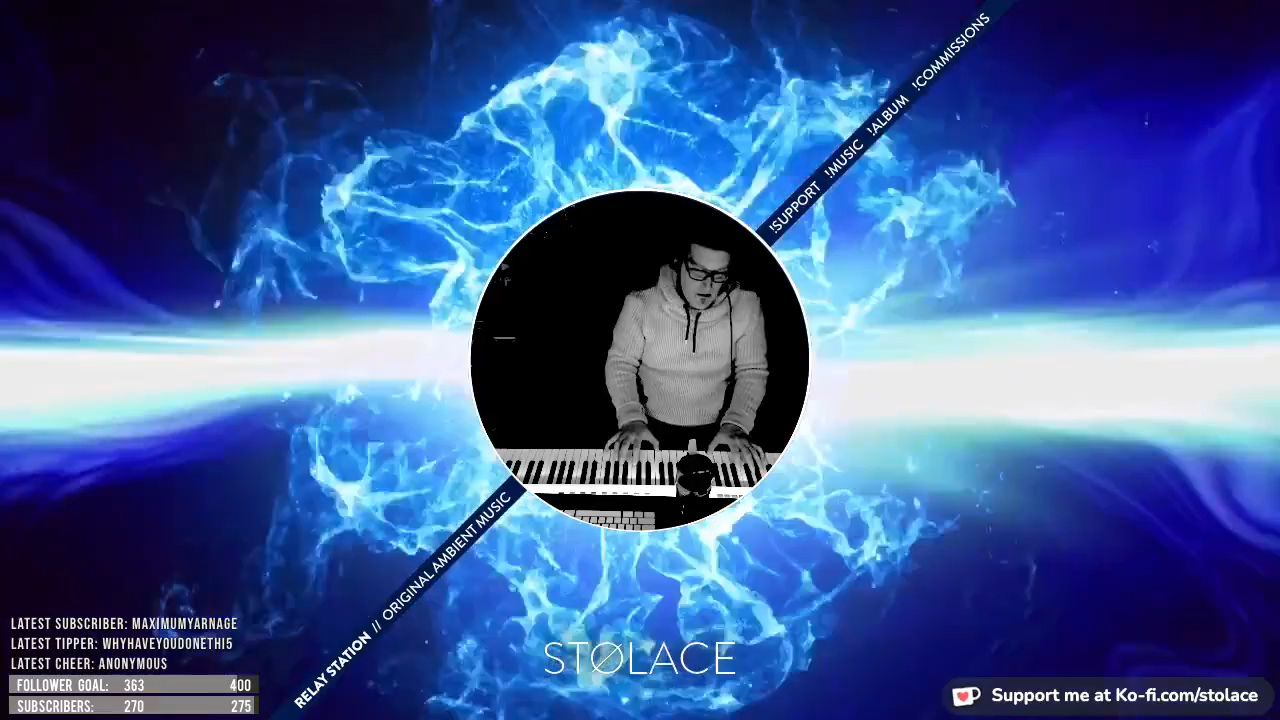 !SUPPORT !MUSIC !ALBUM !COMMISSIONS
RELAY STATION // ORIGINAL AMBIENT MUSIC
STØLACE
LATEST SUBSCRIBER: MAXIMUMYARNAGE
LATEST TIPPER: WHYHAVEYOUDONETHI5
LATEST CHEER: ANONYMOUS
FOLLOWER GOAL: 363 400
SUBSCRIBERS: 270 275
Support me at Ko-fi.com/stolace